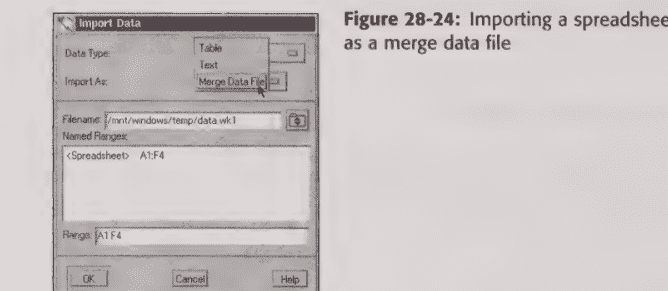 Import Data
Figure 28-24: Importing a spreadshee
as a merge data file
Data Type:
Table
Text
Import As:
Merge Data File
Filename: /mnt/windows/temp/data.wk1
Named Ranges:
<Spreadsheet> A1:F4
Range: A1:F4
OK Cancel Help